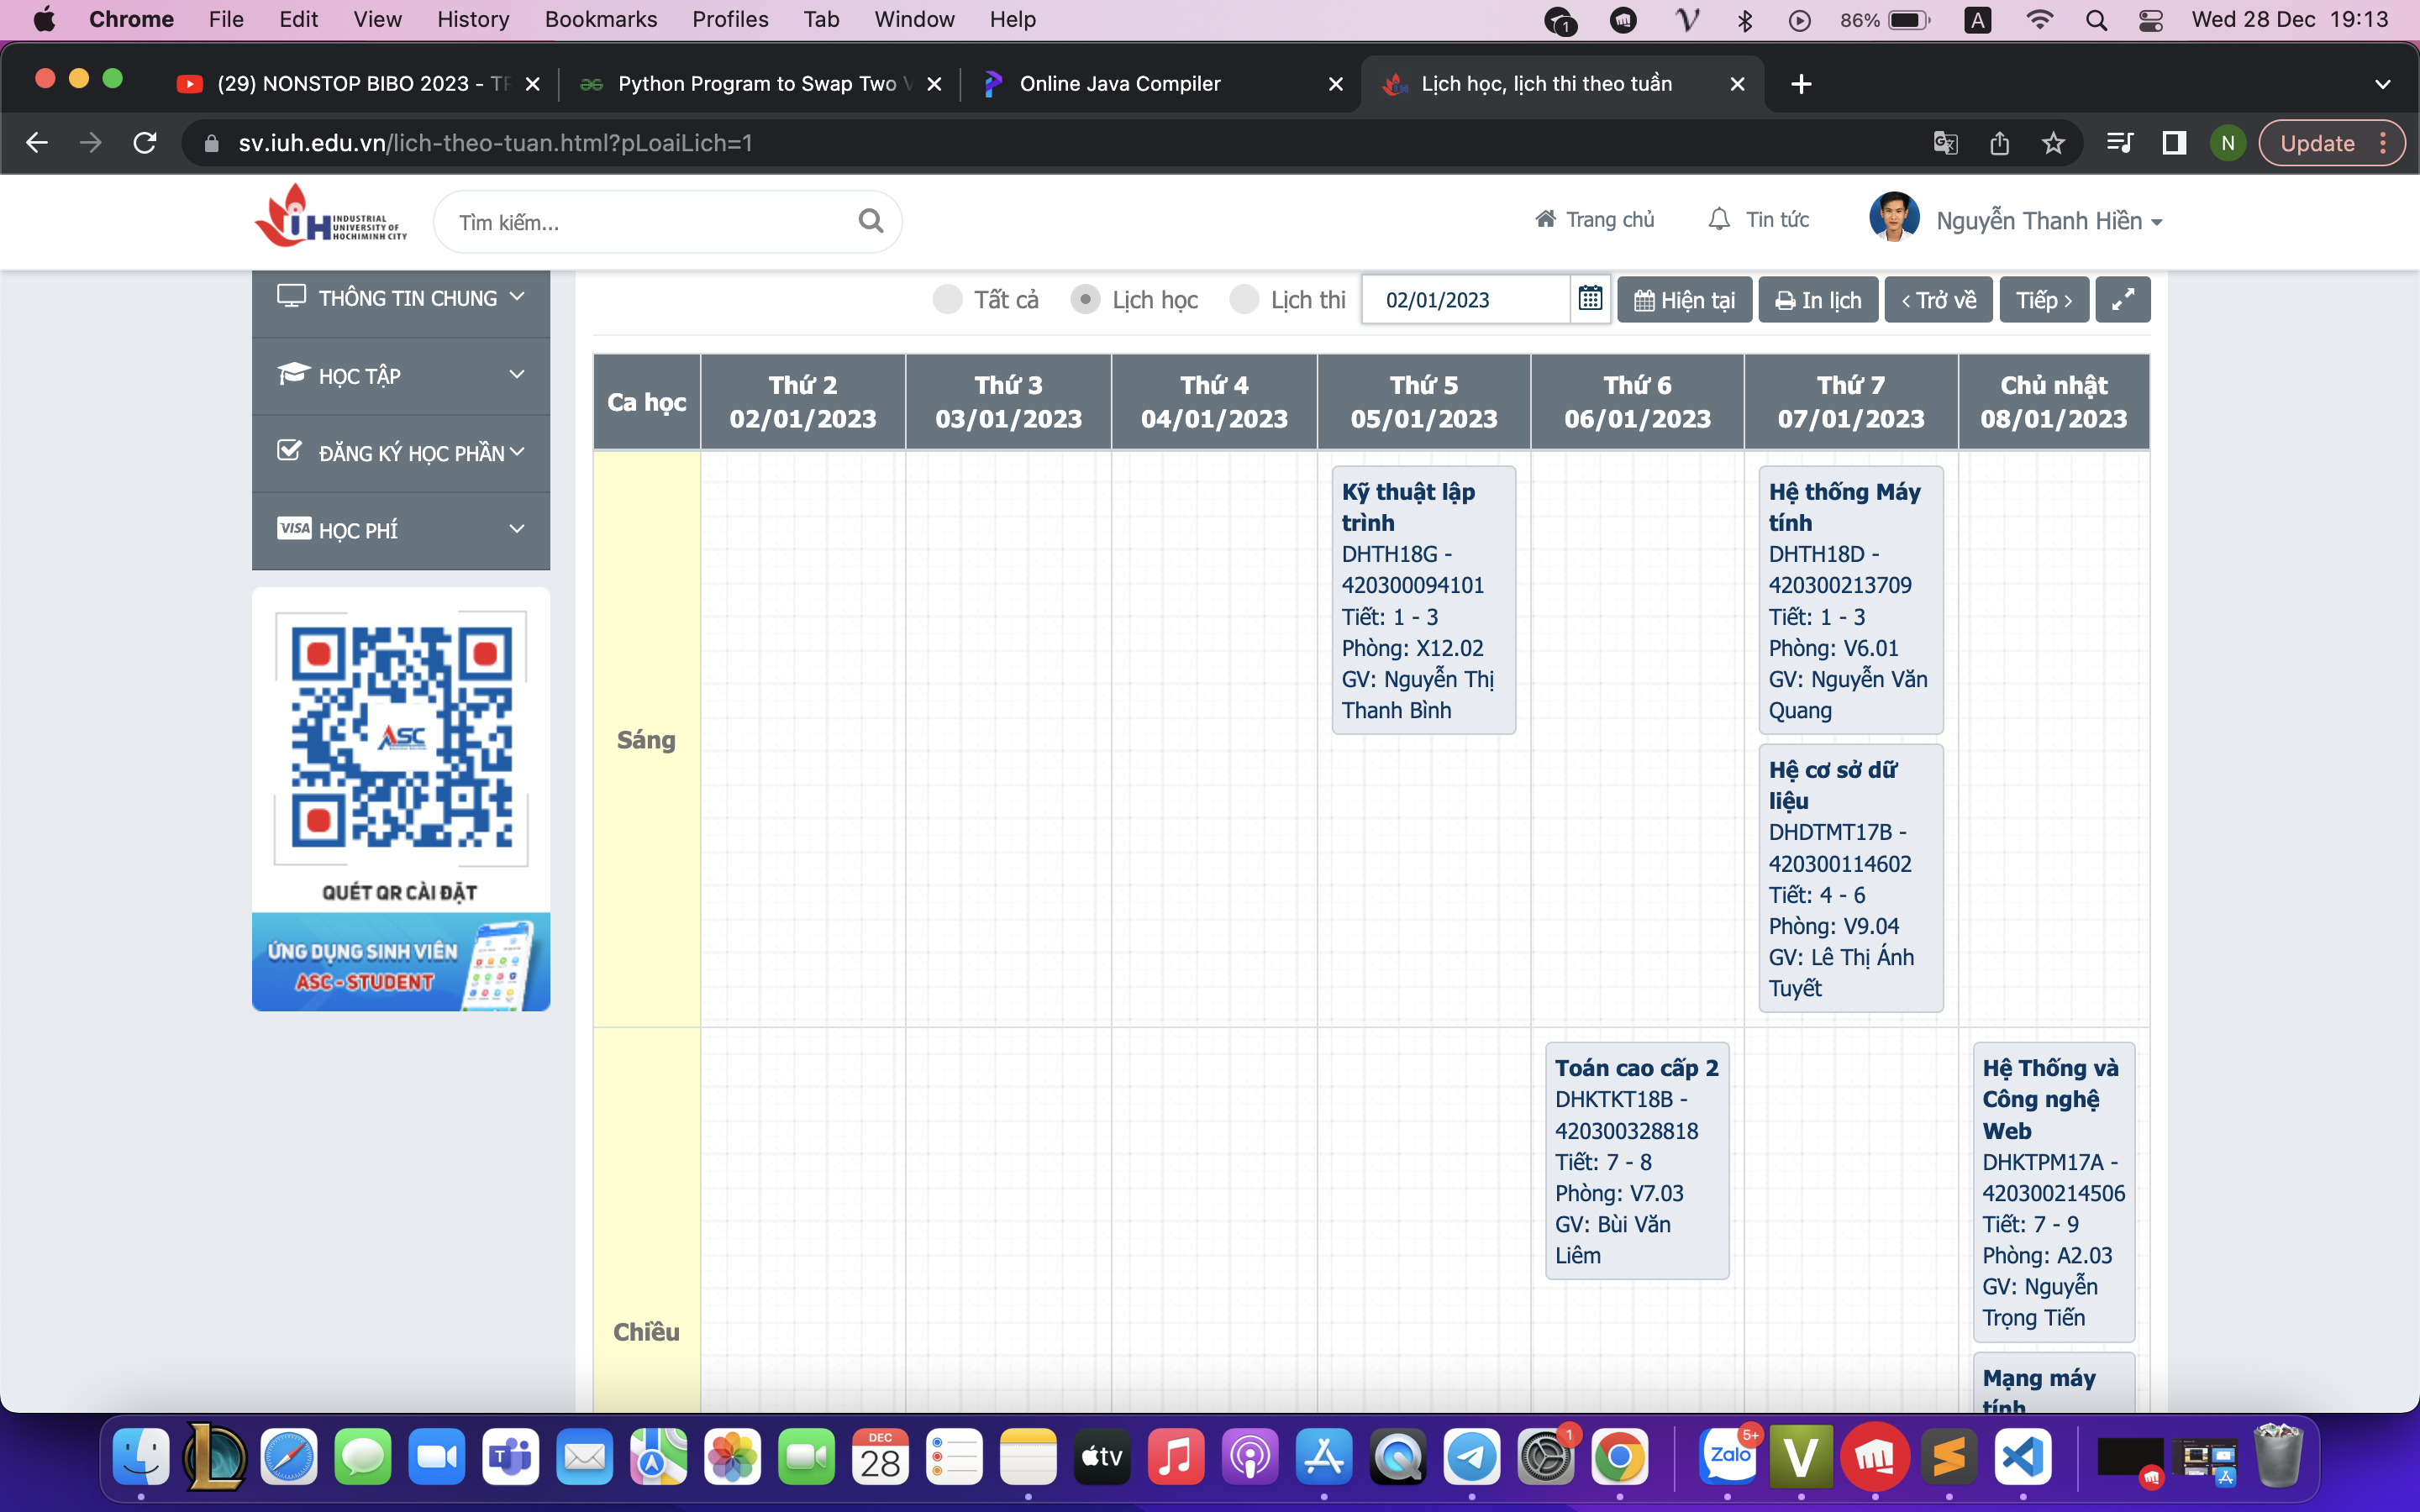 Chrome File Edit View History Bookmarks Profiles Tab Window Help
1
86%
A
Wed 28 Dec 19:13
(29) NONSTOP BIBO 2023 - TR
Python Program to Swap Two V
Online Java Compiler
Lịch học, lịch thi theo tuần
sv.iuh.edu.vn/lich-theo-tuan.html?pLoaiLich=1
N
Update
IUH
INDUSTRIAL
UNIVERSITY OF
HOCHIMINH CITY
Tìm kiếm...
Trang chủ
Tin tức
Nguyễn Thanh Hiền
THÔNG TIN CHUNG
HỌC TẬP
ĐĂNG KÝ HỌC PHẦN
VISA HỌC PHÍ
ASC
QUÉT QR CÀI ĐẶT
ỨNG DỤNG SINH VIÊN
ASC - STUDENT
Tất cả
Lịch học
Lịch thi
02/01/2023
Hiện tại
In lịch
Trở về
Tiếp
Ca học
Thứ 2
02/01/2023
Thứ 3
03/01/2023
Thứ 4
04/01/2023
Thứ 5
05/01/2023
Thứ 6
06/01/2023
Thứ 7
07/01/2023
Chủ nhật
08/01/2023
Sáng
Kỹ thuật lập
trình
DHTH18G -
420300094101
Tiết: 1 - 3
Phòng: X12.02
GV: Nguyễn Thị
Thanh Bình
Hệ thống Máy
tính
DHTH18D -
420300213709
Tiết: 1 - 3
Phòng: V6.01
GV: Nguyễn Văn
Quang
Hệ cơ sở dữ
liệu
DHDTMT17B -
420300114602
Tiết: 4 - 6
Phòng: V9.04
GV: Lê Thị Ánh
Tuyết
Chiều
Toán cao cấp 2
DHKTKT18B -
420300328818
Tiết: 7 - 8
Phòng: V7.03
GV: Bùi Văn
Liêm
Hệ Thống và
Công nghệ
Web
DHKTPM17A -
420300214506
Tiết: 7 - 9
Phòng: A2.03
GV: Nguyễn
Trọng Tiến
Mạng máy
tính
DEC
28
tv
1
Zalo
5+
V